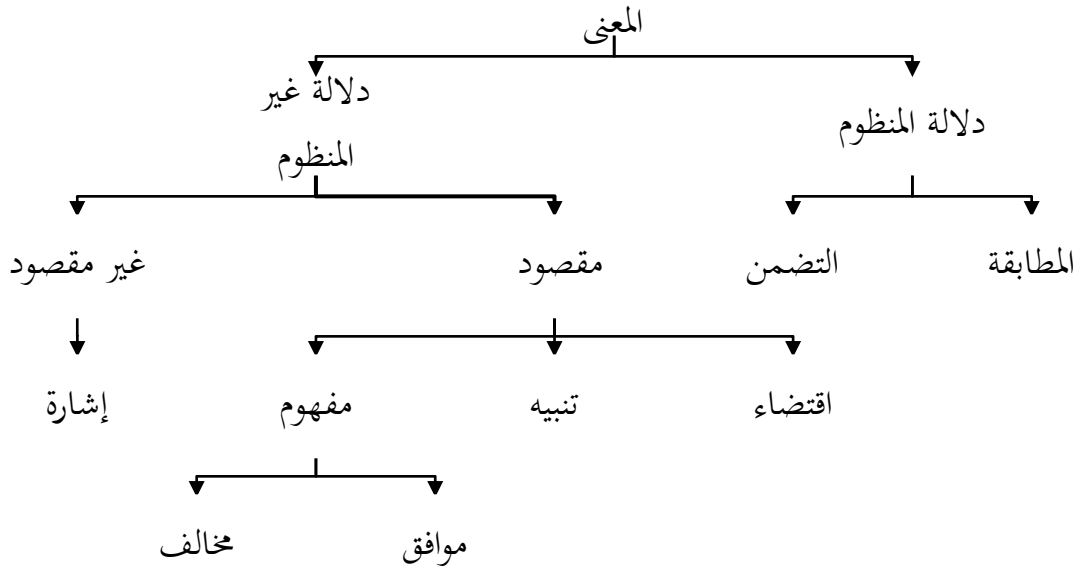 المعنى
دلالة المنظوم
دلالة غير
المنظوم
المطابقة
التضمن
مقصود
غير مقصود
اقتضاء
تنبيه
مفهوم
إشارة
موافق
مخالف